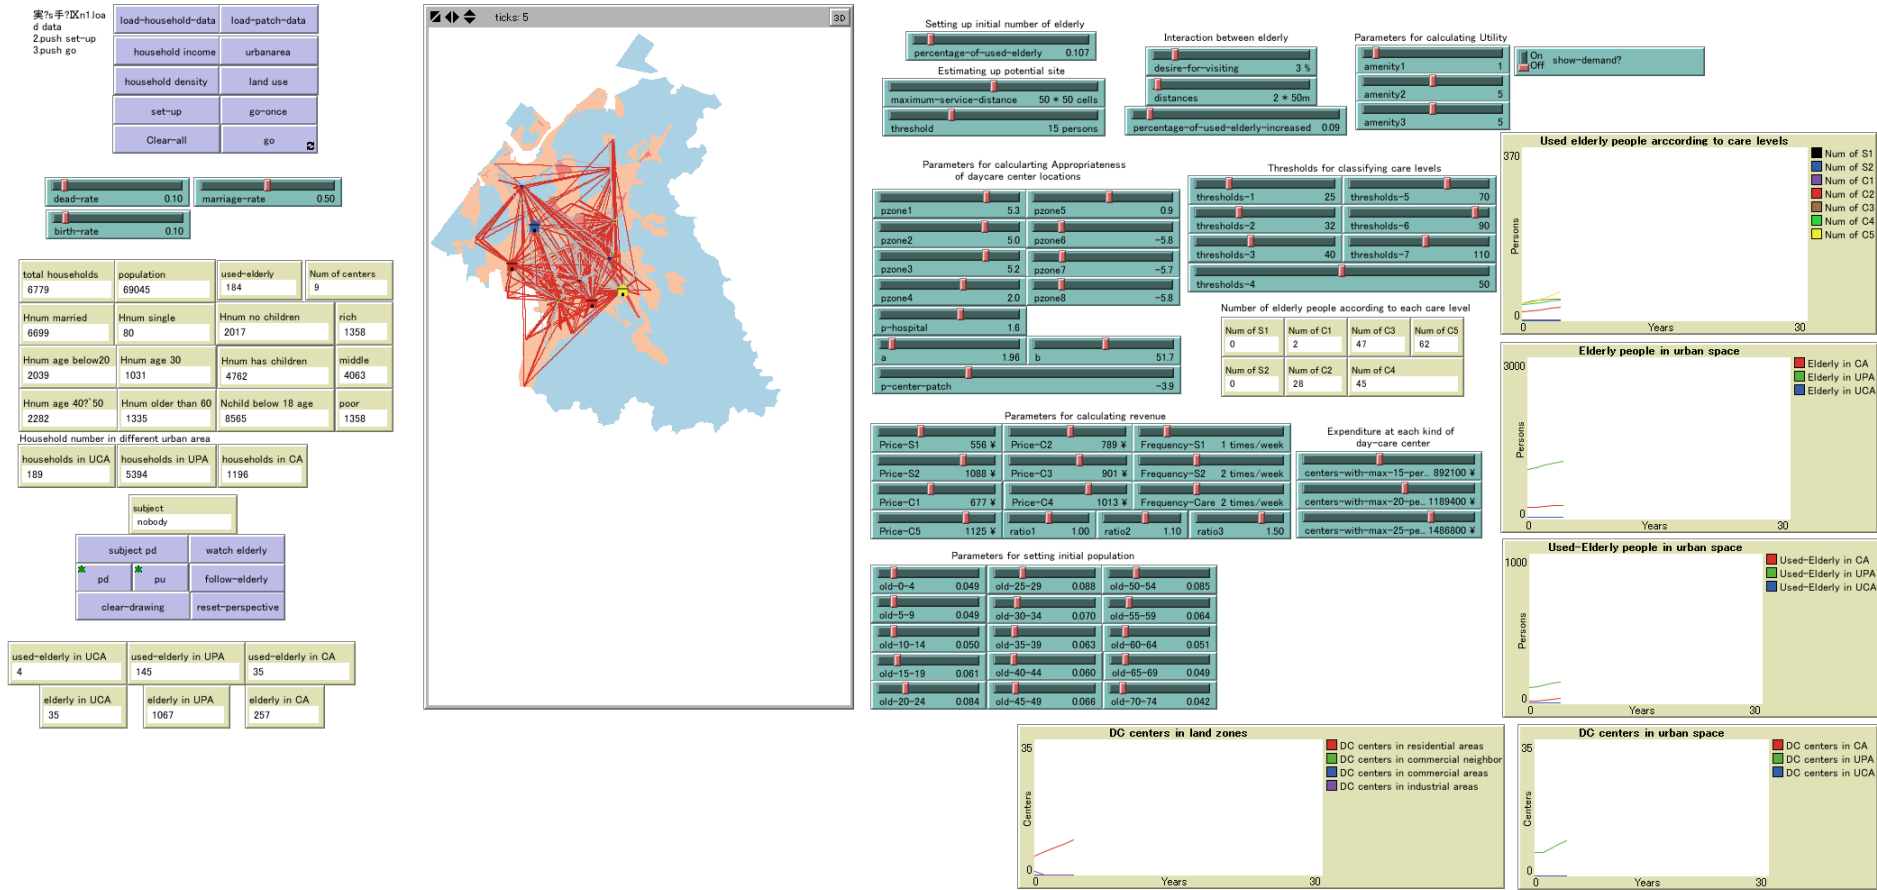 実?s手?Ⅸn1.loa
d data
2.push set-up
3.push go
load-household-data
load-patch-data
household income
urbanarea
household density
land use
set-up
go-once
Clear-all
go
dead-rate 0.10
marriage-rate 0.50
birth-rate 0.10
total households
6779
population
69045
used-elderly
184
Num of centers
9
Hnum married
6699
Hnum single
80
Hnum no children
2017
rich
1358
Hnum age below20
2039
Hnum age 30
1031
Hnum has children
4762
middle
4063
Hnum age 40?`50
2282
Hnum older than 60
1335
Nchild below 18 age
8565
poor
1358
Household number in different urban area
households in UCA
189
households in UPA
5394
households in CA
1196
subject
nobody
subject pd
watch elderly
pd
pu
follow-elderly
clear-drawing
reset-perspective
used-elderly in UCA
4
used-elderly in UPA
145
used-elderly in CA
35
elderly in UCA
35
elderly in UPA
1067
elderly in CA
257
ticks: 5
3D
Setting up initial number of elderly
percentage-of-used-elderly 0.107
Estimating up potential site
maximum-service-distance 50 * 50 cells
threshold 15 persons
Interaction between elderly
desire-for-visiting 3 %
distances 2 * 50m
percentage-of-used-elderly-increased 0.09
Parameters for calculating Utility
amenity1 1
amenity2 5
amenity3 5
On
Off
show-demand?
Parameters for calculartimg Appropriateness
of daycare center locations
pzone1 5.3
pzone5 0.9
pzone2 5.0
pzone6 -5.8
pzone3 5.2
pzone7 -5.7
pzone4 2.0
pzone8 -5.8
p-hospital 1.6
a 1.96
b 51.7
p-center-patch -3.9
Thresholds for classifying care levels
thresholds-1 25
thresholds-5 70
thresholds-2 32
thresholds-6 90
thresholds-3 40
thresholds-7 110
thresholds-4 50
Number of elderly people according to each care level
Num of S1
0
Num of C1
2
Num of C3
47
Num of C5
62
Num of S2
0
Num of C2
28
Num of C4
45
Parameters for calculating revenue
Price-S1 556 ¥
Price-C2 789 ¥
Frequency-S1 1 times/week
Price-S2 1088 ¥
Price-C3 901 ¥
Frequency-S2 2 times/week
Price-C1 677 ¥
Price-C4 1013 ¥
Frequency-Care 2 times/week
Price-C5 1125 ¥
ratio1 1.00
ratio2 1.10
ratio3 1.50
Expenditure at each kind of
day-care center
centers-with-max-15-per... 892100 ¥
centers-with-max-20-pe... 1189400 ¥
centers-with-max-25-pe... 1486800 ¥
Parameters for setting initial population
old-0-4 0.049
old-25-29 0.088
old-50-54 0.085
old-5-9 0.049
old-30-34 0.070
old-55-59 0.064
old-10-14 0.050
old-35-39 0.063
old-60-64 0.051
old-15-19 0.061
old-40-44 0.060
old-65-69 0.049
old-20-24 0.084
old-45-49 0.066
old-70-74 0.042
Used elderly people arccording to care levels
370
Persons
0
0
Years
30
Num of S1
Num of S2
Num of C1
Num of C2
Num of C3
Num of C4
Num of C5
Elderly people in urban space
3000
Persons
0
0
Years
30
Elderly in CA
Elderly in UPA
Elderly in UCA
Used-Elderly people in urban space
1000
Persons
0
0
Years
30
Used-Elderly in CA
Used-Elderly in UPA
Used-Elderly in UCA
DC centers in land zones
35
Centers
0
0
Years
30
DC centers in residential areas
DC centers in commercial neighbor
DC centers in commercial areas
DC centers in industrial areas
DC centers in urban space
35
Centers
0
0
Years
30
DC centers in CA
DC centers in UPA
DC centers in UCA